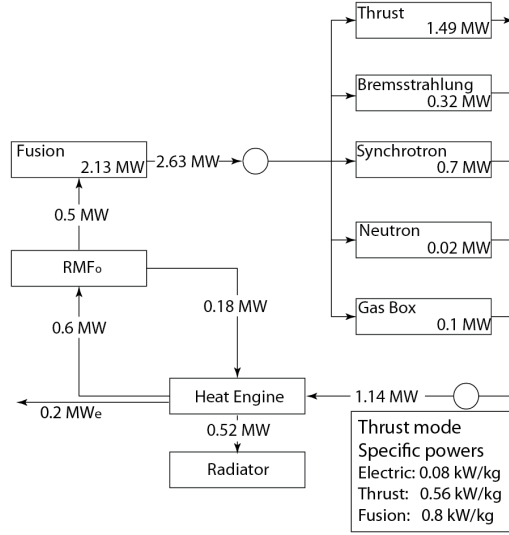 Thrust
1.49 MW
Bremsstrahlung
0.32 MW
Fusion
2.13 MW
2.63 MW
Synchrotron
0.7 MW
0.5 MW
Neutron
0.02 MW
RMFo
0.18 MW
Gas Box
0.1 MW
0.6 MW
Heat Engine
1.14 MW
0.2 MWe
0.52 MW
Radiator
Thrust mode
Specific powers
Electric: 0.08 kW/kg
Thrust: 0.56 kW/kg
Fusion: 0.8 kW/kg